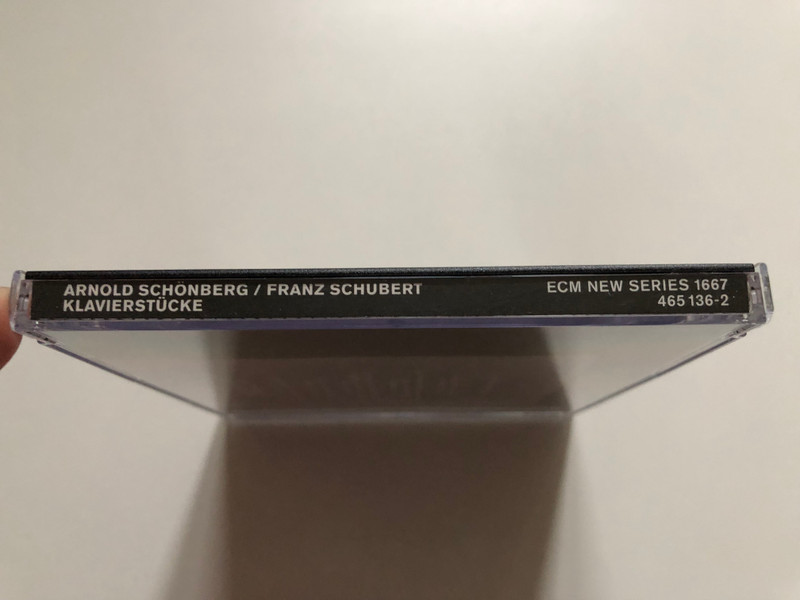 ARNOLD SCHÖNBERG / FRANZ SCHUBERT
KLAVIERSTÜCKE
ECM NEW SERIES 1667
465 136-2